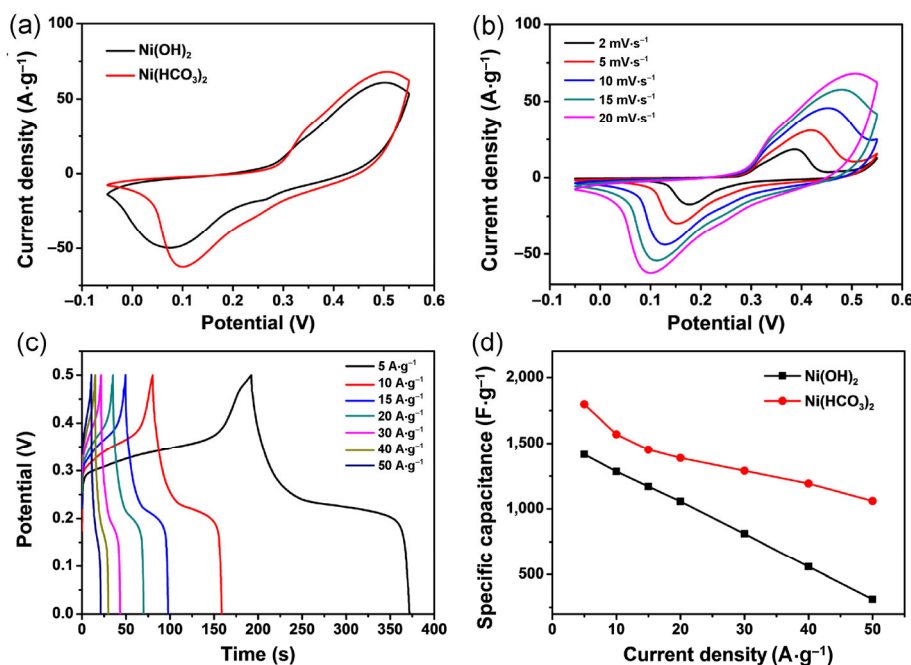 (a)
100
50
0
−50
−0.1 0.0 0.1 0.2 0.3 0.4 0.5 0.6
Current density (A·g⁻¹)
Potential (V)
Ni(OH)₂
Ni(HCO₃)₂
(b)
100
50
0
−50
−0.1 0.0 0.1 0.2 0.3 0.4 0.5 0.6
Current density (A·g⁻¹)
Potential (V)
2 mV·s⁻¹
5 mV·s⁻¹
10 mV·s⁻¹
15 mV·s⁻¹
20 mV·s⁻¹
(c)
0.5
0.4
0.3
0.2
0.1
0.0
0 50 100 150 200 250 300 350 400
Potential (V)
Time (s)
5 A·g⁻¹
10 A·g⁻¹
15 A·g⁻¹
20 A·g⁻¹
30 A·g⁻¹
40 A·g⁻¹
50 A·g⁻¹
(d)
2,000
1,500
1,000
500
0 10 20 30 40 50
Specific capacitance (F·g⁻¹)
Current density (A·g⁻¹)
Ni(OH)₂
Ni(HCO₃)₂